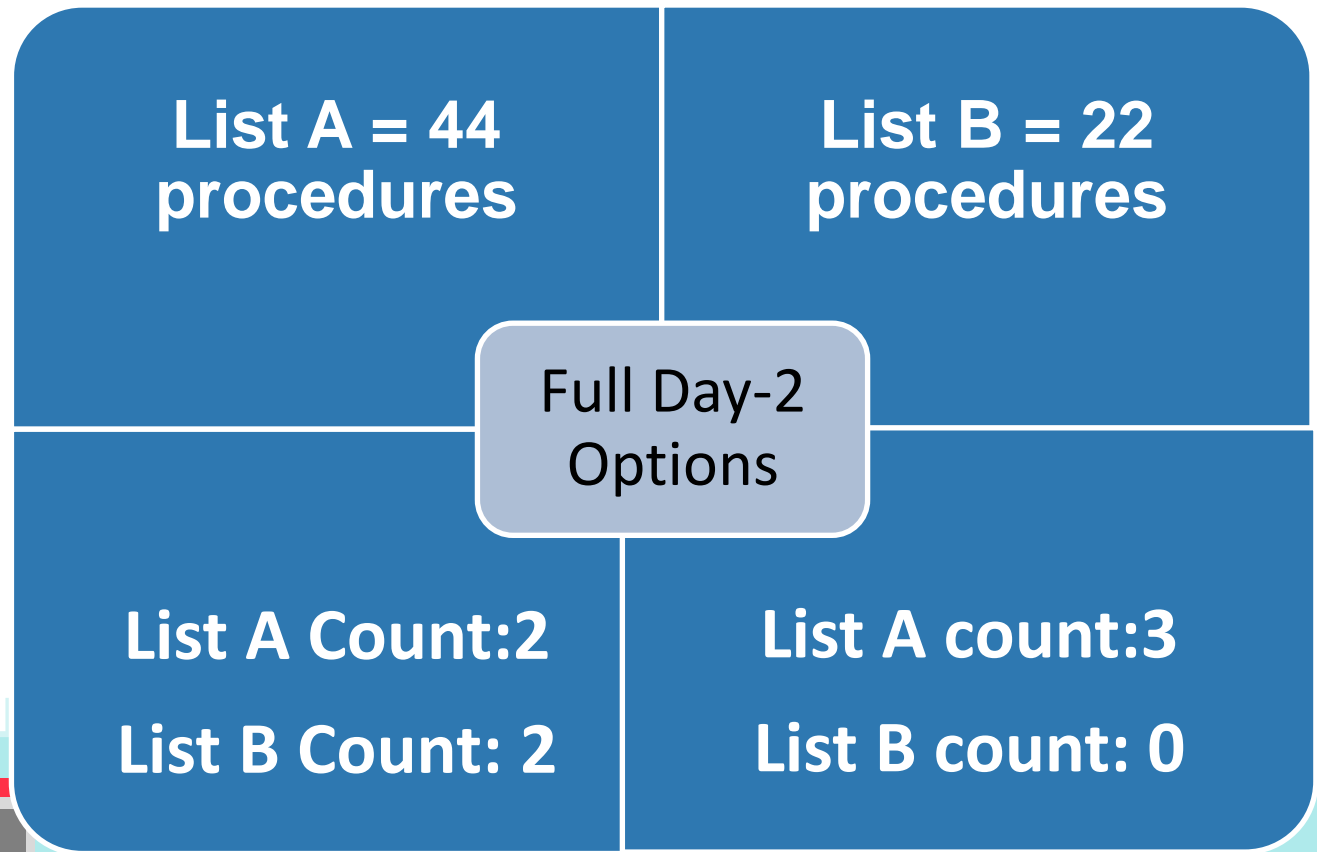 List A = 44
procedures
List B = 22
procedures
Full Day-2
Options
List A Count:2
List B Count: 2
List A count:3
List B count: 0